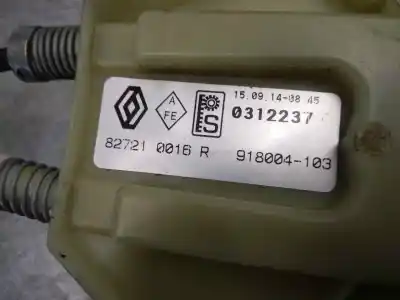 15.09.14-08 45
A
FE
S
0312237
82721 0016 R 918004-103